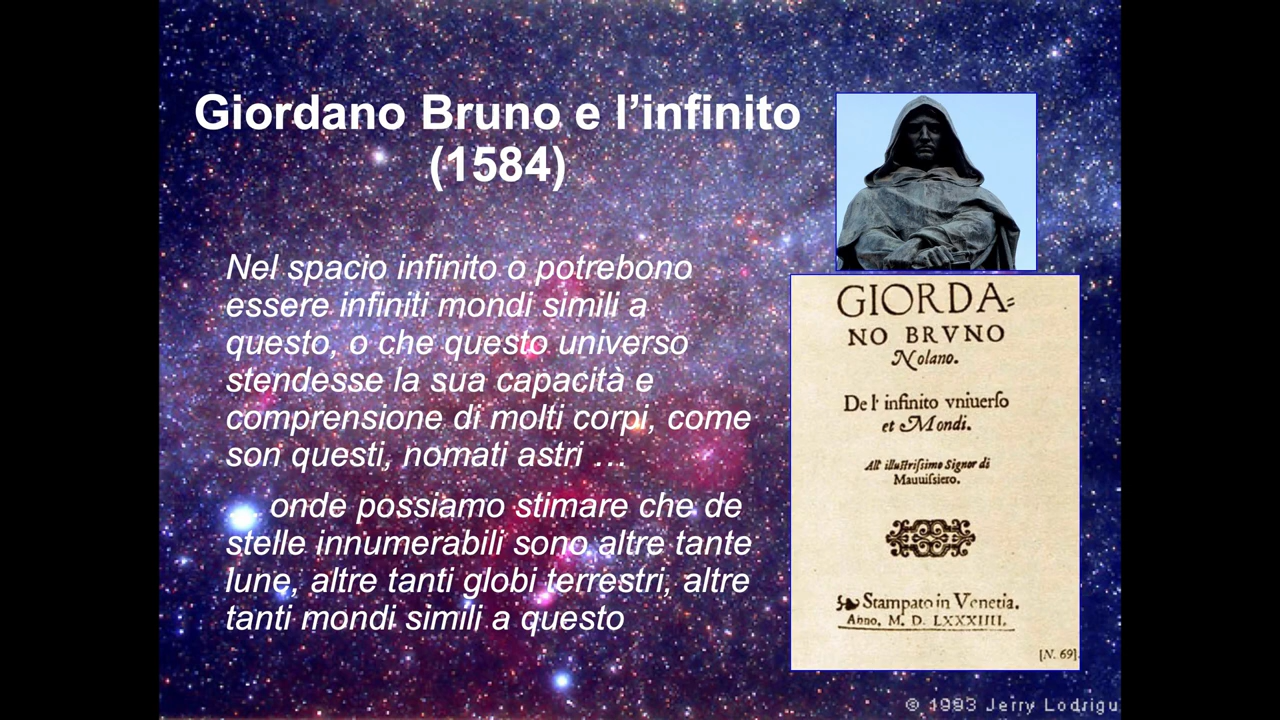 Giordano Bruno e l’infinito
(1584)
Nel spacio infinito o potrebono
essere infiniti mondi simili a
questo, o che questo universo
stendesse la sua capacità e
comprensione di molti corpi, come
son questi, nomati astri …
onde possiamo stimare che de
stelle innumerabili sono altre tante
lune, altre tanti globi terrestri, altre
tanti mondi simili a questo
GIORDA=
NO BRVNO
Nolano.
De l' infinito vniuerſo
et Mondi.
All' illuſtriſsimo Signor di
Mauuiſsiero.
Stampato in Venetia.
Anno, M. D. LXXXIIII.
[N. 69]
© 1993 Jerry Lodrigu